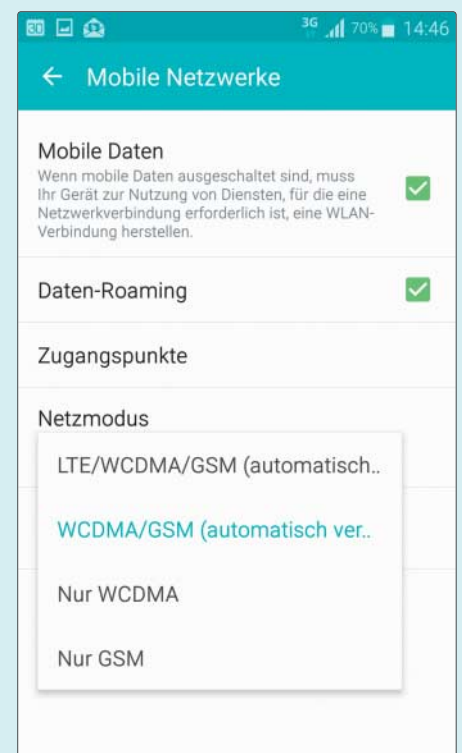 30 3G 70% 14:46
← Mobile Netzwerke
Mobile Daten
Wenn mobile Daten ausgeschaltet sind, muss
Ihr Gerät zur Nutzung von Diensten, für die eine
Netzwerkverbindung erforderlich ist, eine WLAN-
Verbindung herstellen.
Daten-Roaming
Zugangspunkte
Netzmodus
LTE/WCDMA/GSM (automatisch..
WCDMA/GSM (automatisch ver..
Nur WCDMA
Nur GSM